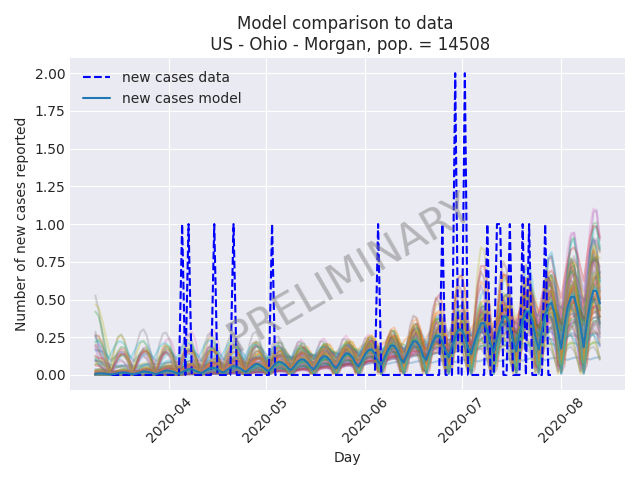 Model comparison to data
US - Ohio - Morgan, pop. = 14508
2.00
1.75
1.50
1.25
1.00
0.75
0.50
0.25
0.00
Number of new cases reported
new cases data
new cases model
PRELIMINARY
2020-04
2020-05
2020-06
2020-07
2020-08
Day